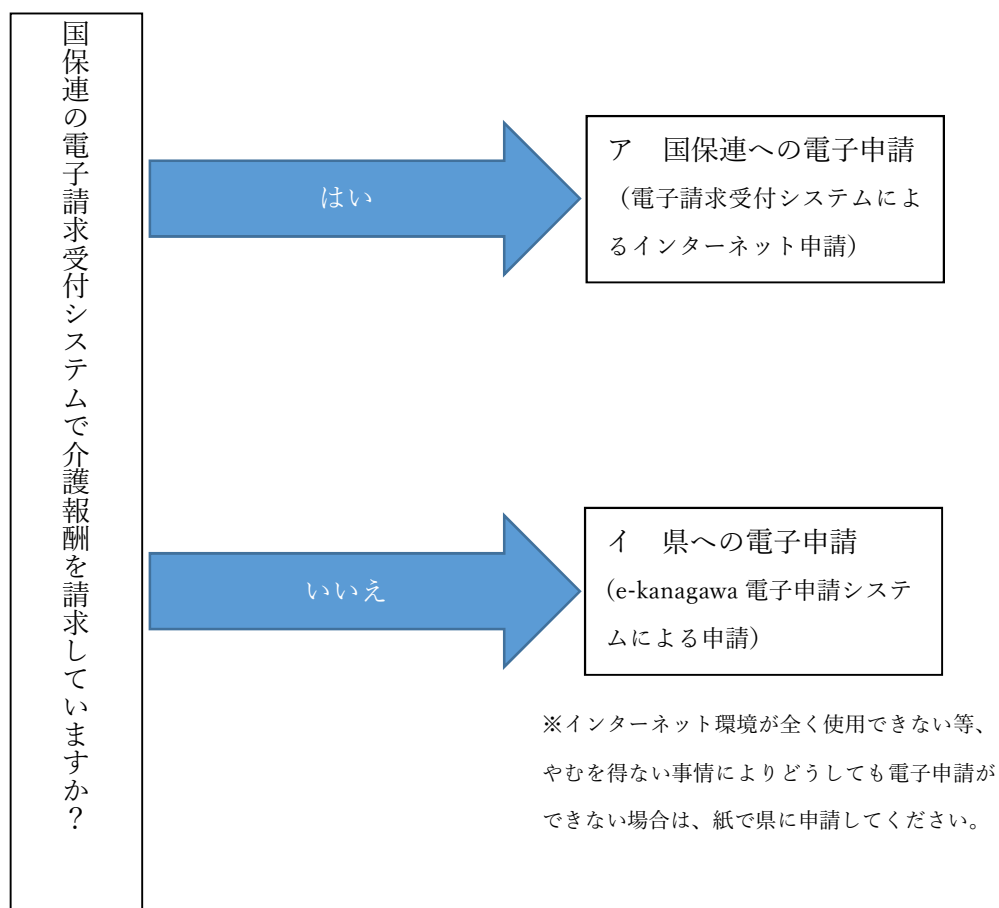 国保連の電子請求受付システムで介護報酬を請求していますか？
はい
ア　国保連への電子申請
（電子請求受付システムによ
るインターネット申請）
いいえ
イ　県への電子申請
(e-kanagawa 電子申請システ
ムによる申請）
※インターネット環境が全く使用できない等、
やむを得ない事情によりどうしても電子申請が
できない場合は、紙で県に申請してください。